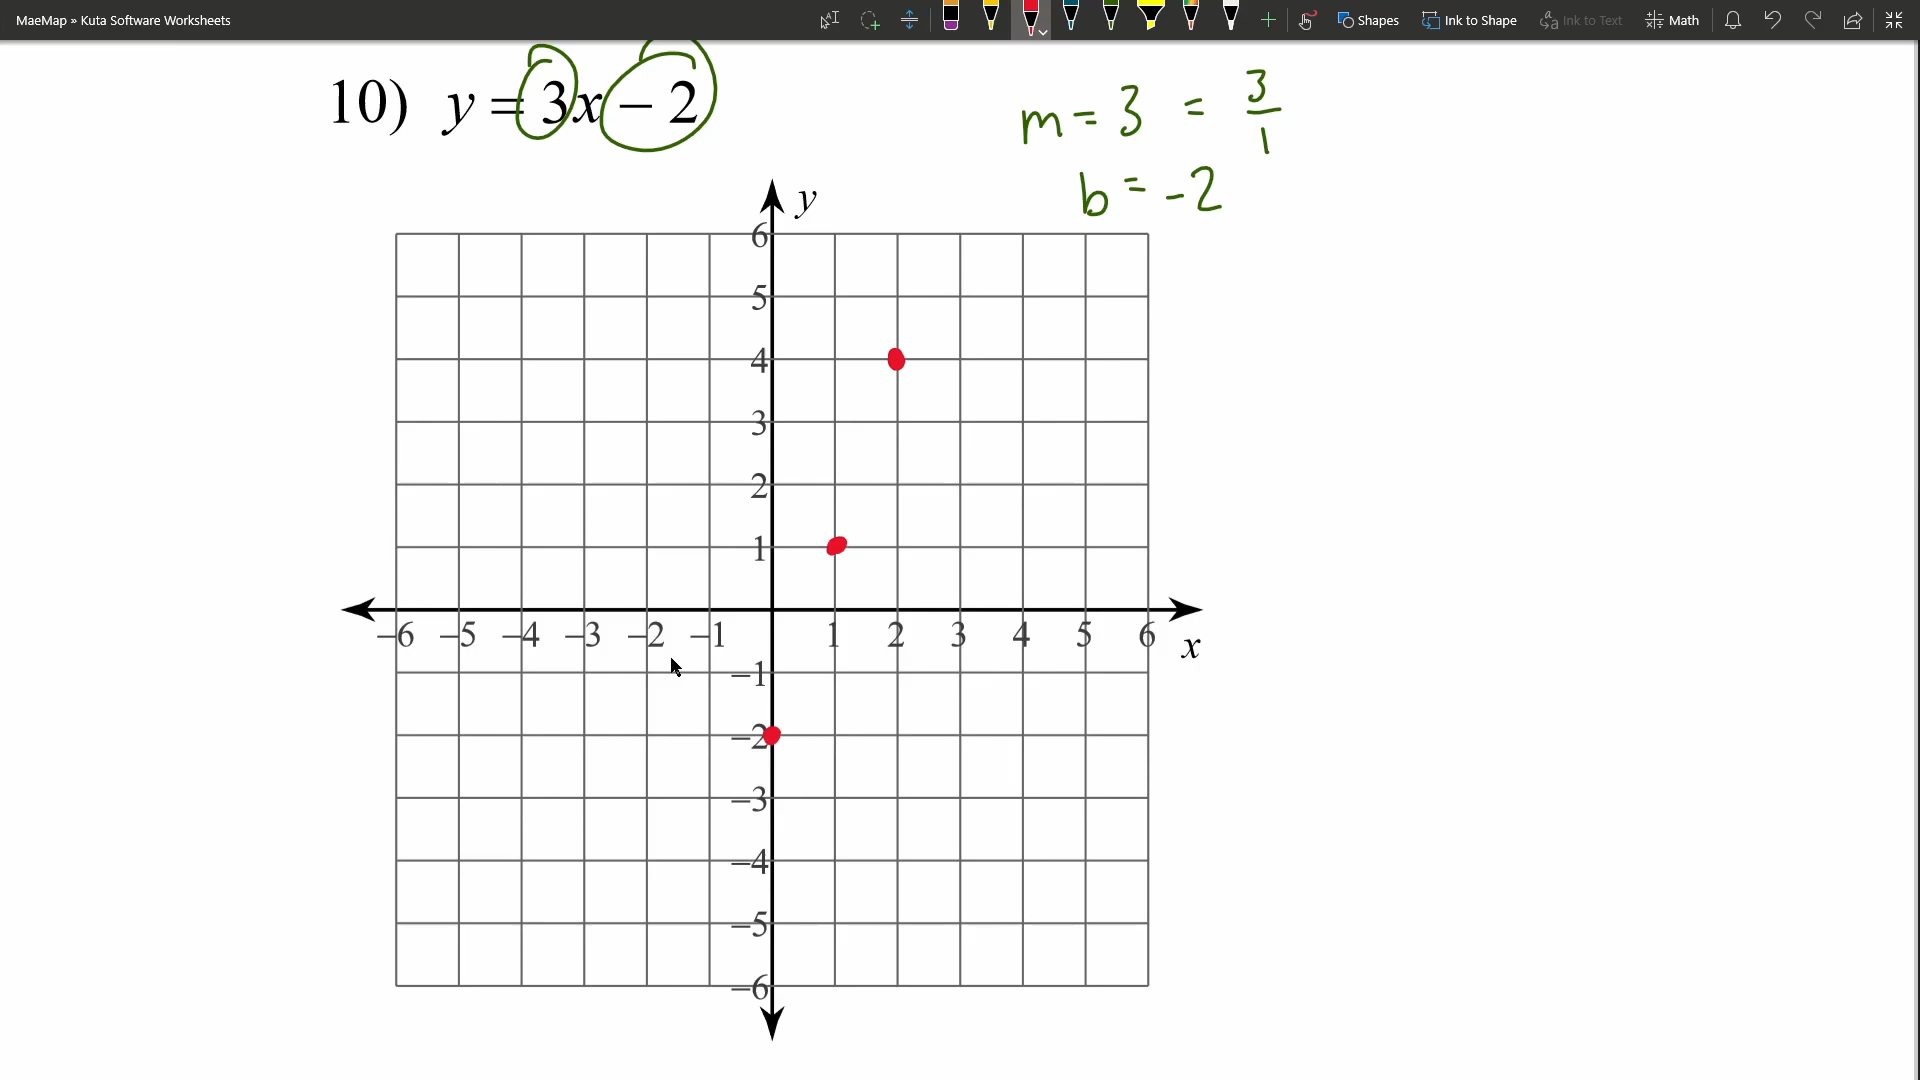 MaeMap » Kuta Software Worksheets
Shapes
Ink to Shape
Ink to Text
Math
10) y = 3x − 2
m = 3 = 3/1
b = -2
y
6
5
4
3
2
1
−6 −5 −4 −3 −2 −1 1 2 3 4 5 6
x
−1
−2
−3
−4
−5
−6